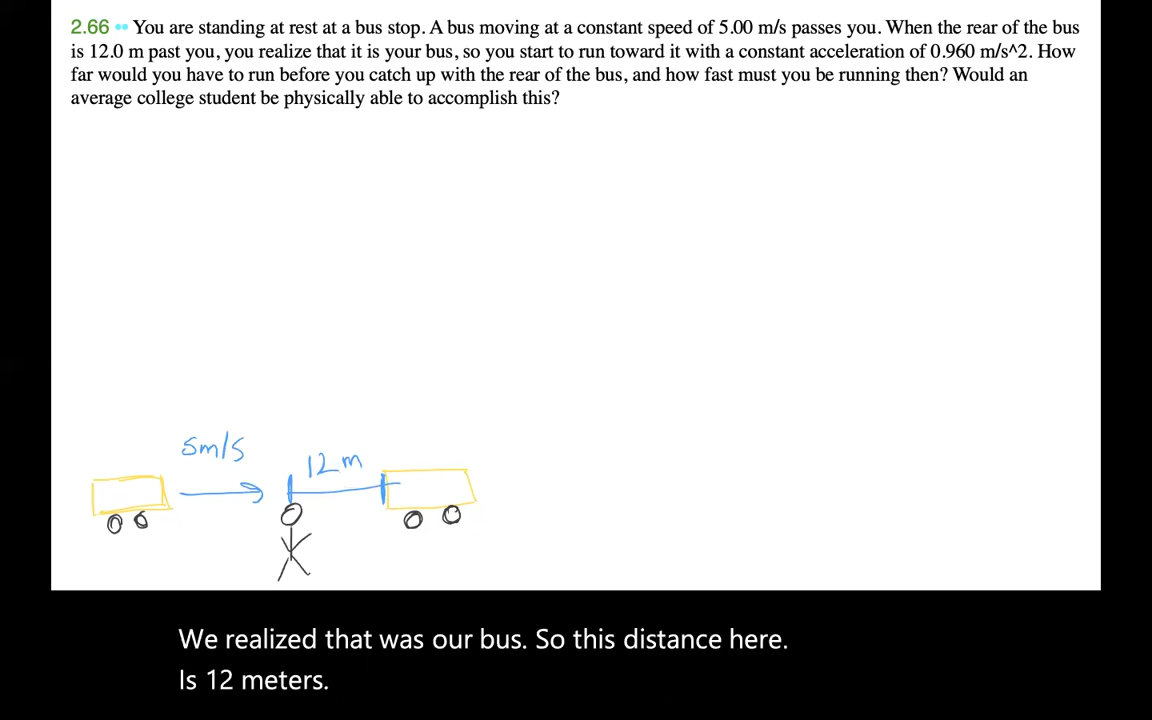 2.66 •• You are standing at rest at a bus stop. A bus moving at a constant speed of 5.00 m/s passes you. When the rear of the bus
is 12.0 m past you, you realize that it is your bus, so you start to run toward it with a constant acceleration of 0.960 m/s^2. How
far would you have to run before you catch up with the rear of the bus, and how fast must you be running then? Would an
average college student be physically able to accomplish this?
5m/s
12m
We realized that was our bus. So this distance here.
Is 12 meters.